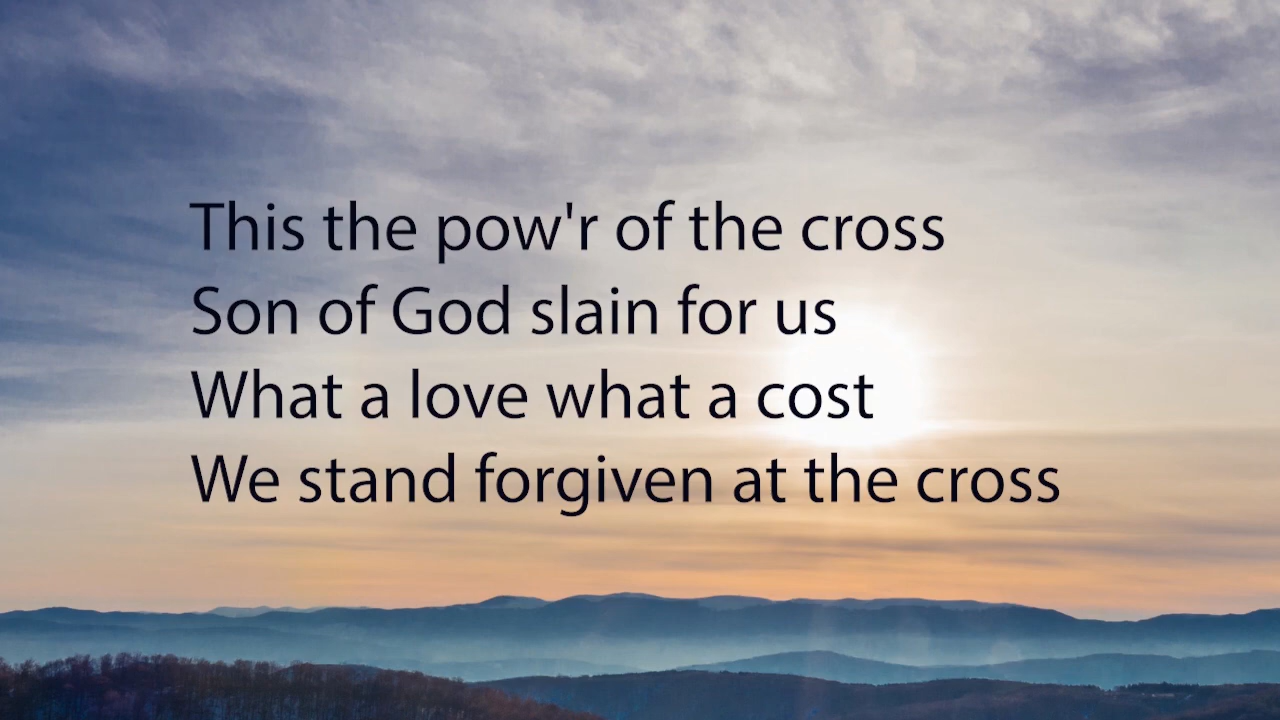 This the pow'r of the cross
Son of God slain for us
What a love what a cost
We stand forgiven at the cross